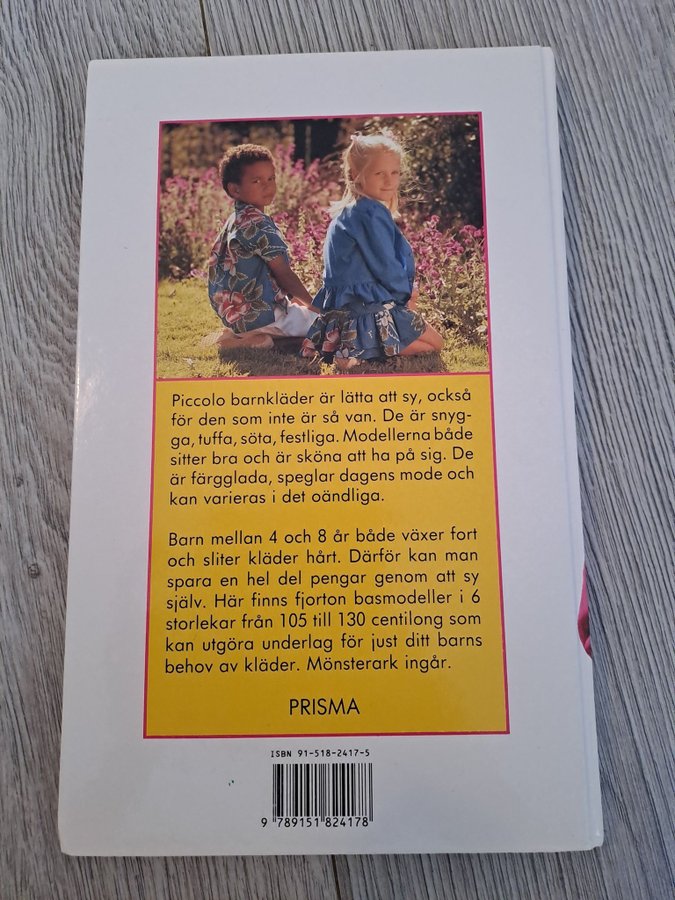 Piccolo barnkläder är lätta att sy, också
för den som inte är så van. De är snyg-
ga, tuffa, söta, festliga. Modellerna både
sitter bra och är sköna att ha på sig. De
är färgglada, speglar dagens mode och
kan varieras i det oändliga.
Barn mellan 4 och 8 år både växer fort
och sliter kläder hårt. Därför kan man
spara en hel del pengar genom att sy
själv. Här finns fjorton basmodeller i 6
storlekar från 105 till 130 centilong som
kan utgöra underlag för just ditt barns
behov av kläder. Mönsterark ingår.
PRISMA
ISBN 91-518-2417-5
9 789151 824178